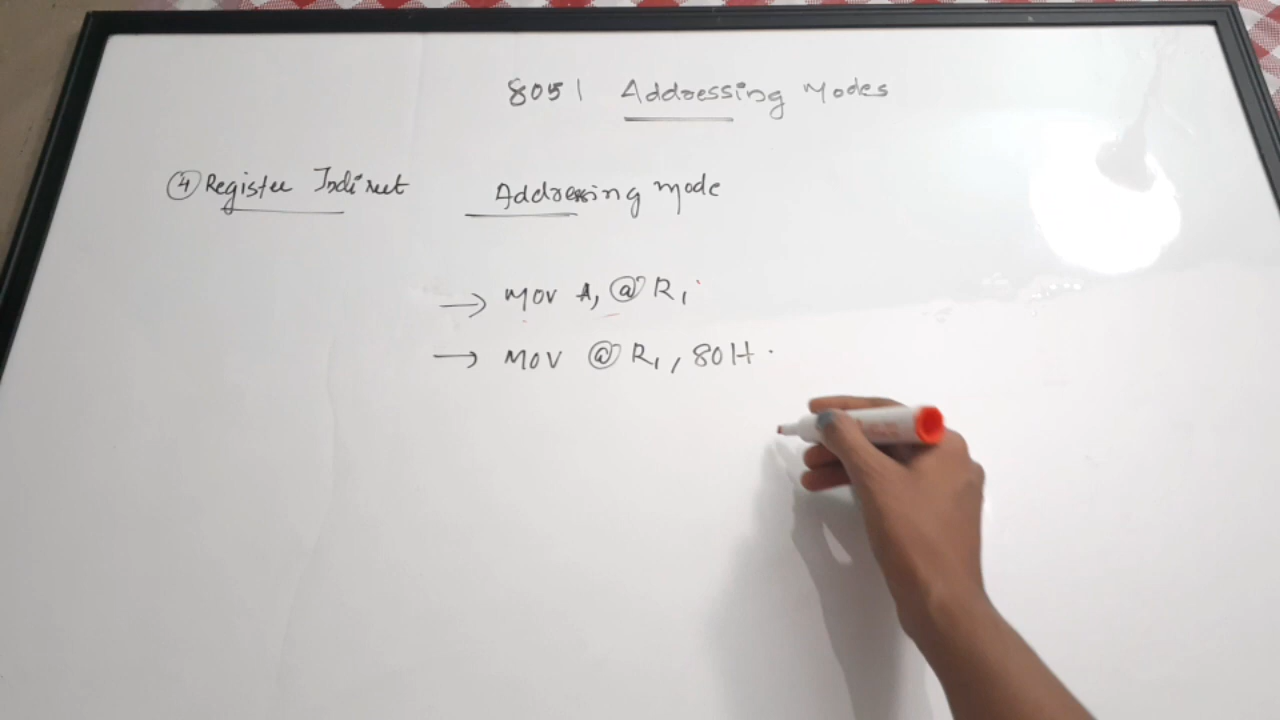 8051 Addressing Modes
④ Register Indirect Addressing mode
→ MOV A, @R1
→ MOV @R1, 80H.